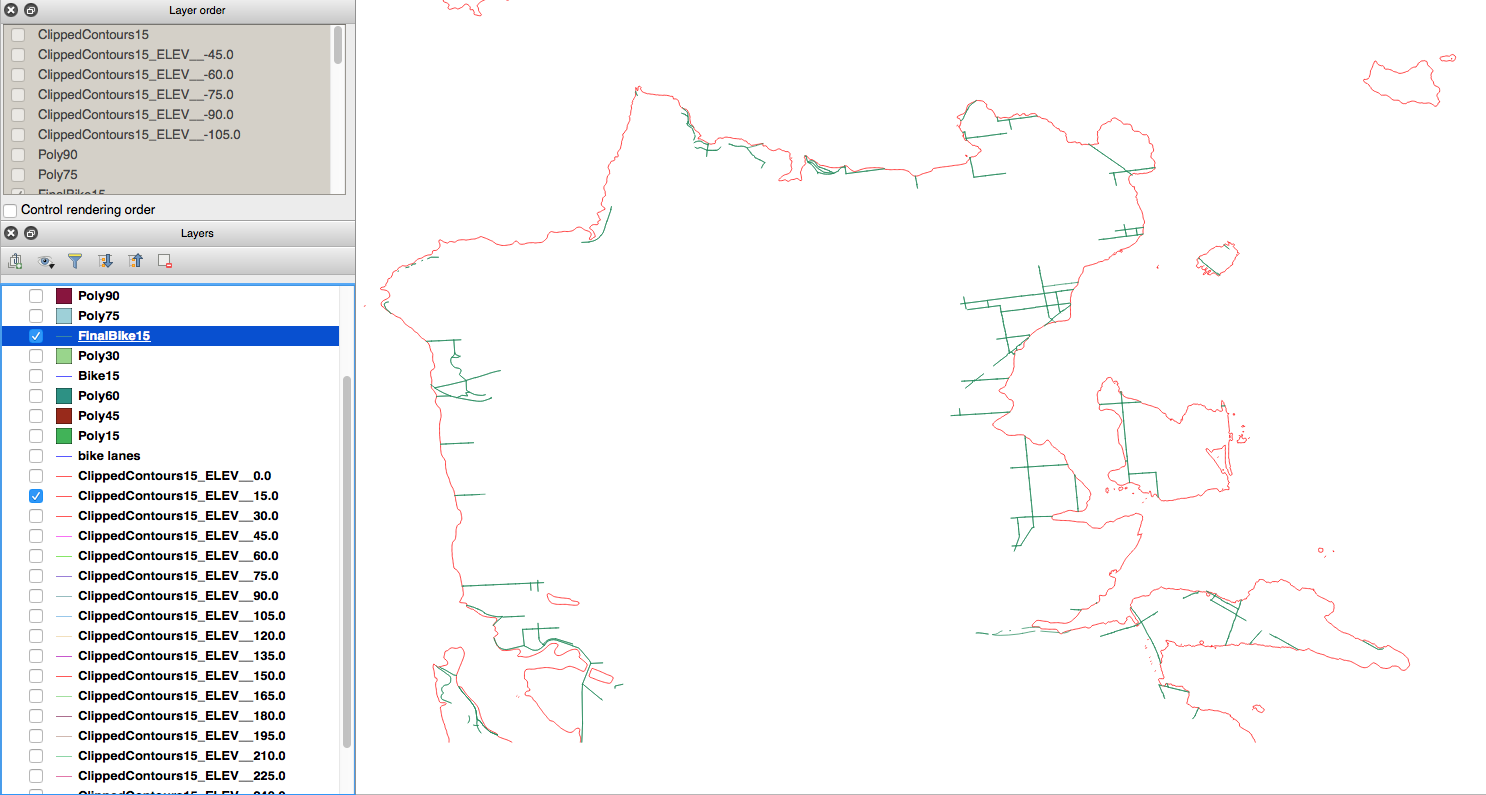 Layer order
ClippedContours15
ClippedContours15_ELEV__-45.0
ClippedContours15_ELEV__-60.0
ClippedContours15_ELEV__-75.0
ClippedContours15_ELEV__-90.0
ClippedContours15_ELEV__-105.0
Poly90
Poly75
FinalBike15
Control rendering order
Layers
Poly90
Poly75
FinalBike15
Poly30
Bike15
Poly60
Poly45
Poly15
bike lanes
ClippedContours15_ELEV__0.0
ClippedContours15_ELEV__15.0
ClippedContours15_ELEV__30.0
ClippedContours15_ELEV__45.0
ClippedContours15_ELEV__60.0
ClippedContours15_ELEV__75.0
ClippedContours15_ELEV__90.0
ClippedContours15_ELEV__105.0
ClippedContours15_ELEV__120.0
ClippedContours15_ELEV__135.0
ClippedContours15_ELEV__150.0
ClippedContours15_ELEV__165.0
ClippedContours15_ELEV__180.0
ClippedContours15_ELEV__195.0
ClippedContours15_ELEV__210.0
ClippedContours15_ELEV__225.0